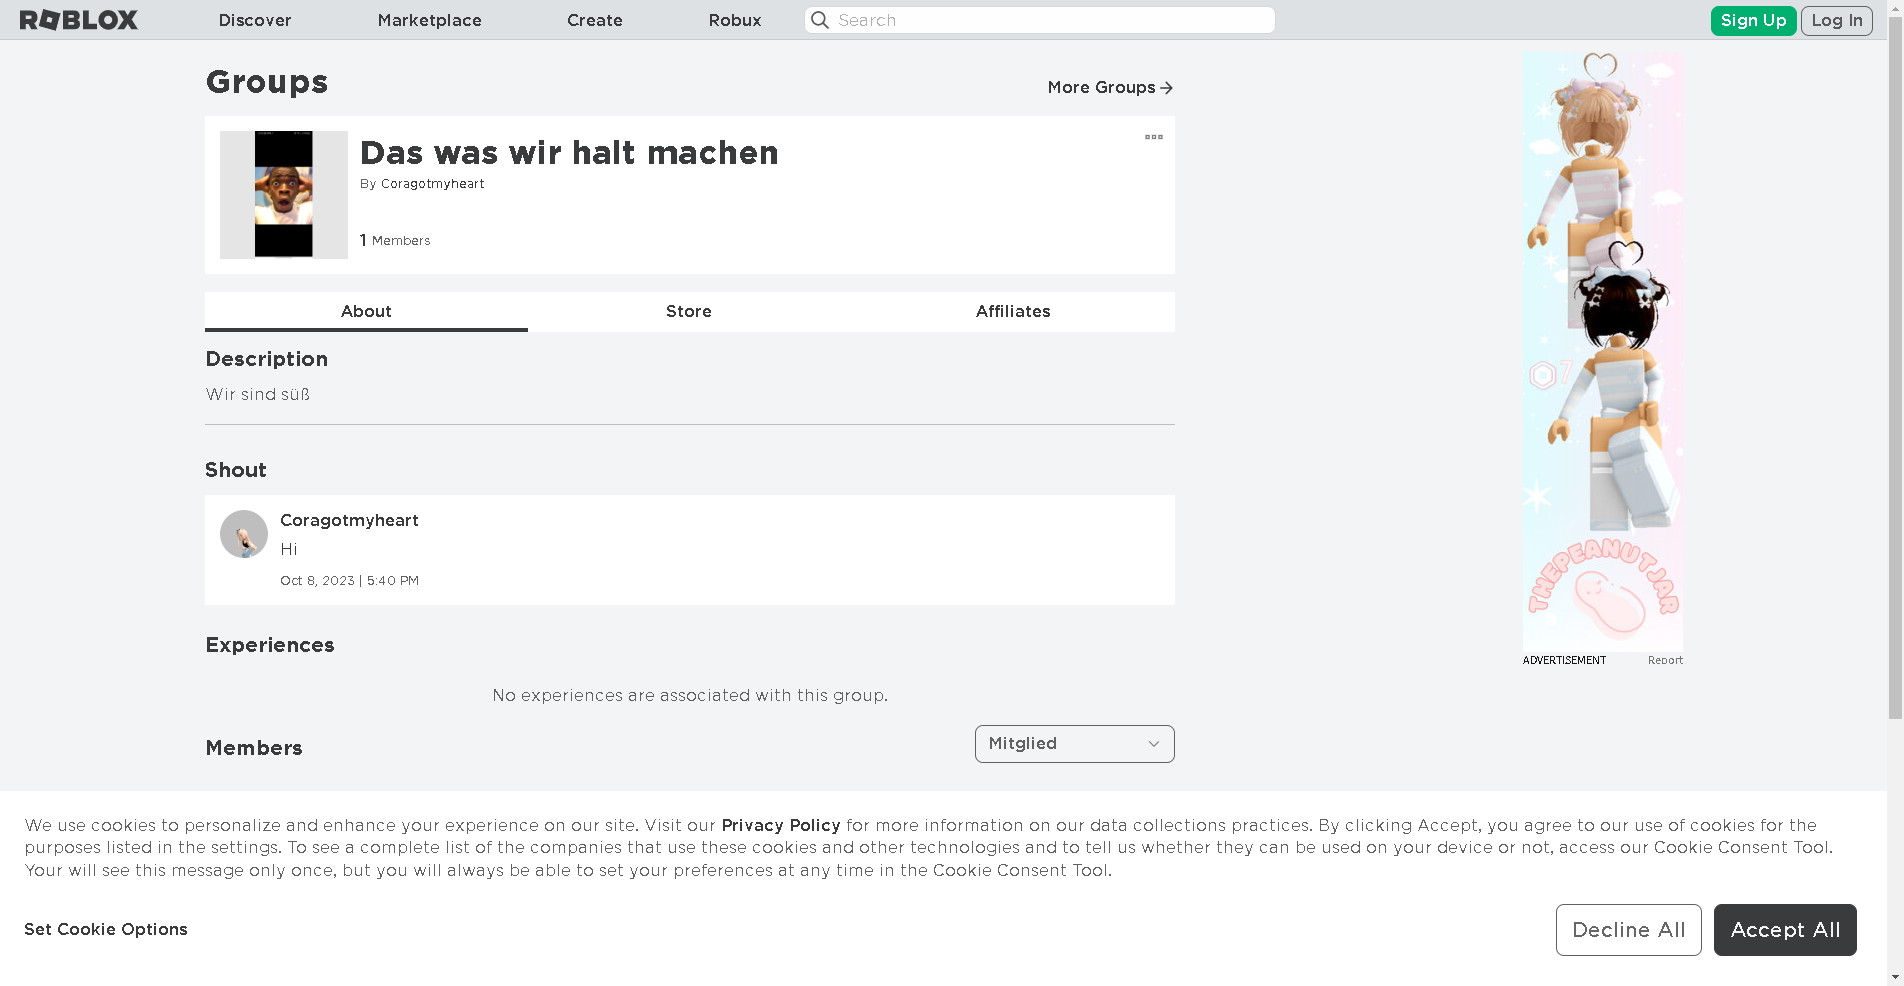 ROBLOX
Discover
Marketplace
Create
Robux
Search
Sign Up
Log In
Groups
More Groups
Das was wir halt machen
By Coragotmyheart
1 Members
About
Store
Affiliates
Description
Wir sind süß
Shout
Coragotmyheart
Hi
Oct 8, 2023 | 5:40 PM
Experiences
No experiences are associated with this group.
Members
Mitglied
7
THEPEANUTJAR
ADVERTISEMENT
Report
We use cookies to personalize and enhance your experience on our site. Visit our Privacy Policy for more information on our data collections practices. By clicking Accept, you agree to our use of cookies for the
purposes listed in the settings. To see a complete list of the companies that use these cookies and other technologies and to tell us whether they can be used on your device or not, access our Cookie Consent Tool.
Your will see this message only once, but you will always be able to set your preferences at any time in the Cookie Consent Tool.
Set Cookie Options
Decline All
Accept All